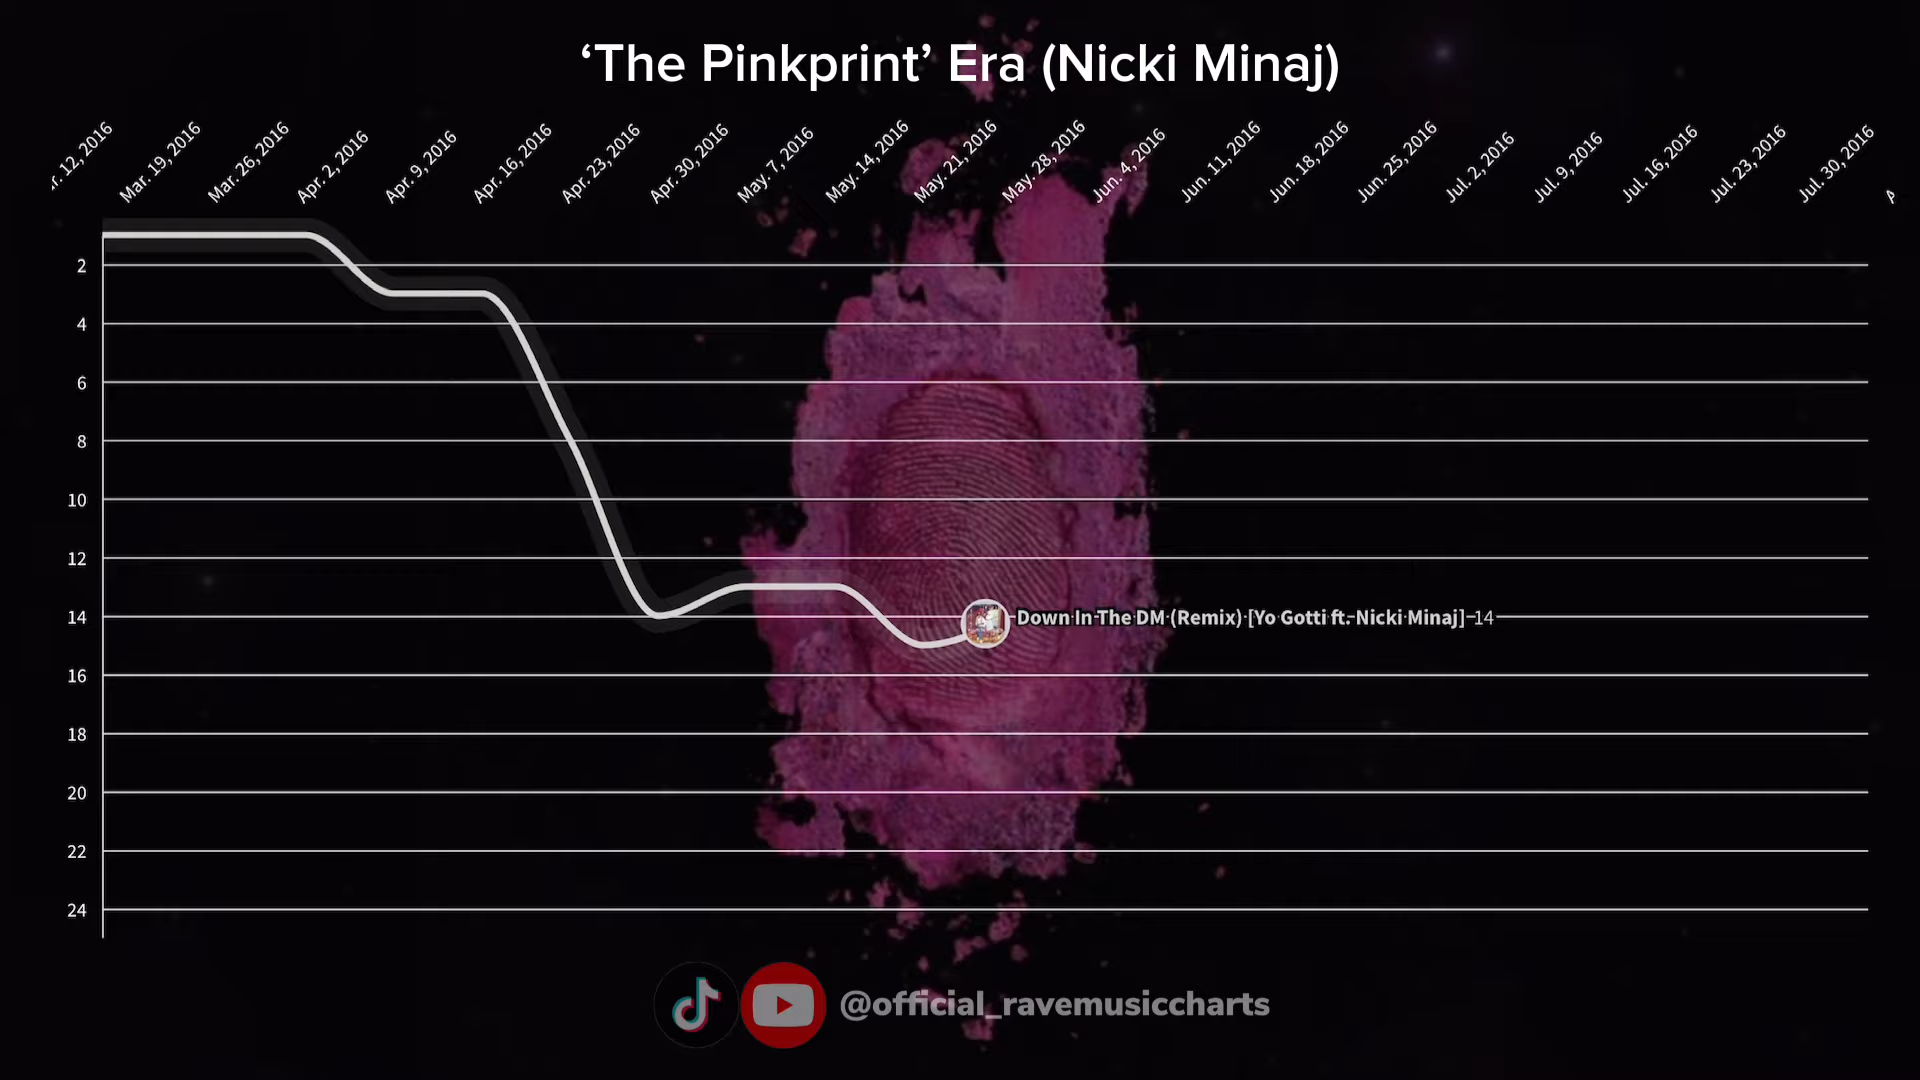 ‘The Pinkprint’ Era (Nicki Minaj)
r. 12, 2016
Mar. 19, 2016
Mar. 26, 2016
Apr. 2, 2016
Apr. 9, 2016
Apr. 16, 2016
Apr. 23, 2016
Apr. 30, 2016
May. 7, 2016
May. 14, 2016
May. 21, 2016
May. 28, 2016
Jun. 4, 2016
Jun. 11, 2016
Jun. 18, 2016
Jun. 25, 2016
Jul. 2, 2016
Jul. 9, 2016
Jul. 16, 2016
Jul. 23, 2016
Jul. 30, 2016
A
2
4
6
8
10
12
14
Down In The DM (Remix) [Yo Gotti ft. Nicki Minaj] 14
16
18
20
22
24
@official_ravemusiccharts